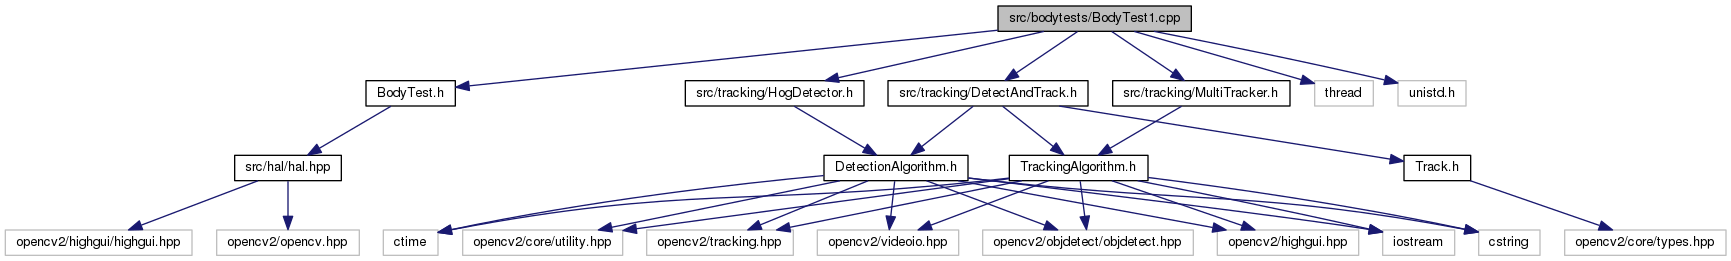 src/bodytests/BodyTest1.cpp
BodyTest.h
src/tracking/HogDetector.h
src/tracking/DetectAndTrack.h
src/tracking/MultiTracker.h
thread
unistd.h
src/hal/hal.hpp
DetectionAlgorithm.h
TrackingAlgorithm.h
Track.h
opencv2/highgui/highgui.hpp
opencv2/opencv.hpp
ctime
opencv2/core/utility.hpp
opencv2/tracking.hpp
opencv2/videoio.hpp
opencv2/objdetect/objdetect.hpp
opencv2/highgui.hpp
iostream
cstring
opencv2/core/types.hpp